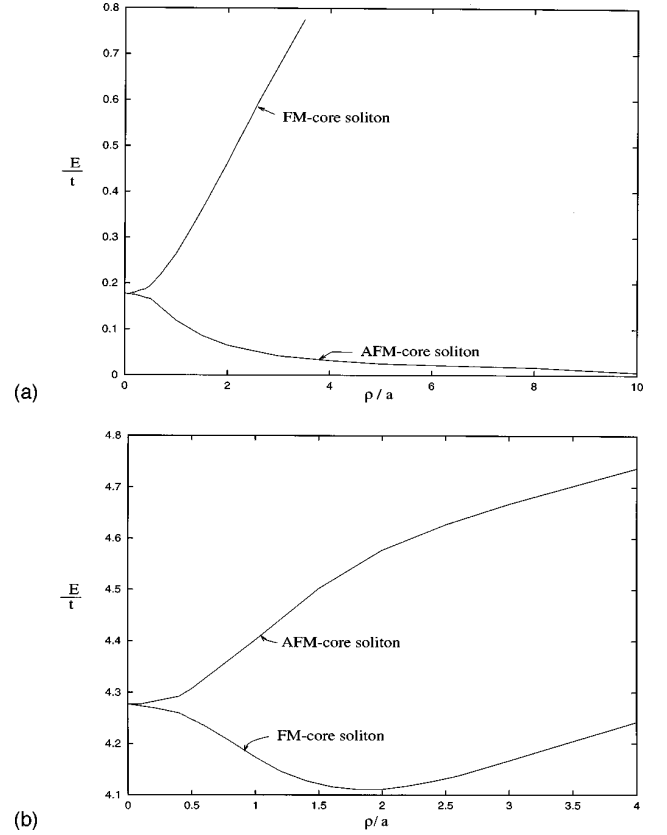 0.8
0.7
0.6
FM-core soliton
0.5
E
t
0.4
0.3
0.2
0.1
AFM-core soliton
0
0 2 4 6 8 10
(a)
ρ / a
4.8
4.7
4.6
E
t
4.5
AFM-core soliton
4.4
4.3
FM-core soliton
4.2
4.1
0 0.5 1 1.5 2 2.5 3 3.5 4
(b)
ρ / a